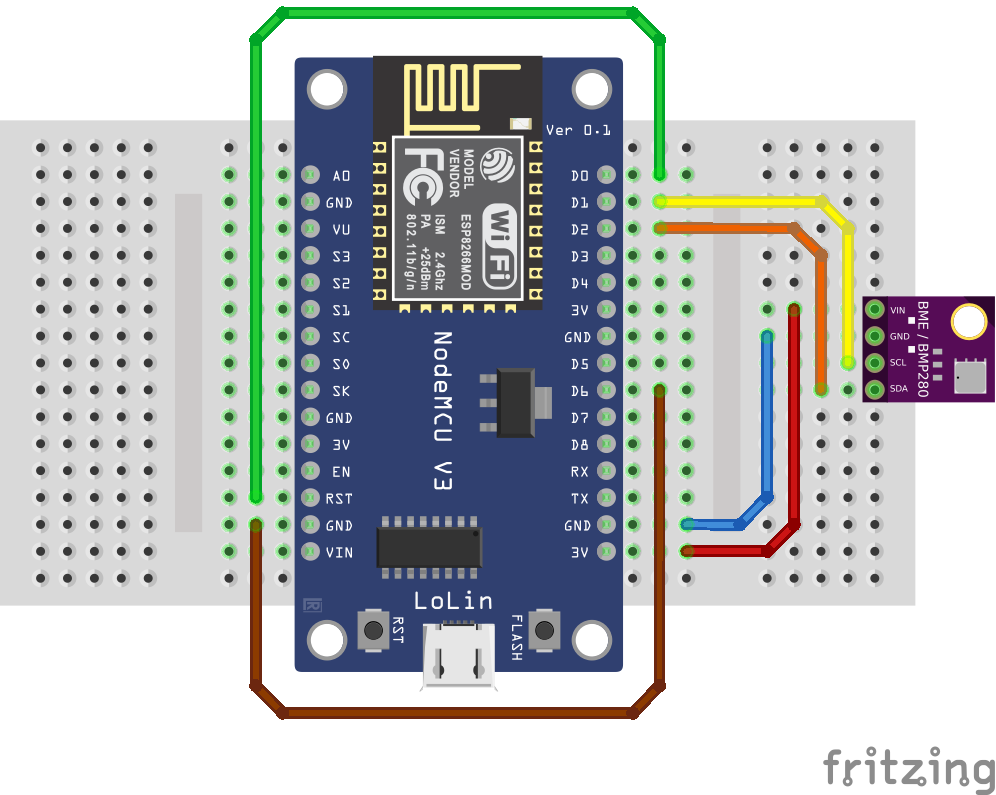 Ver 0.1
A0
GND
VU
S3
S2
S1
SC
S0
SK
GND
3V
EN
RST
GND
VIN
D0
D1
D2
D3
D4
3V
GND
D5
D6
D7
D8
RX
TX
GND
3V
MODEL
VENDOR
ESP8266MOD
FC
Wi Fi
ISM 2.4Ghz
PA +25dBm
802.11b/g/n
NodeMCU V3
LoLin
RST
FLASH
R
VIN
GND
SCL
SDA
BME / BMP280
fritzing